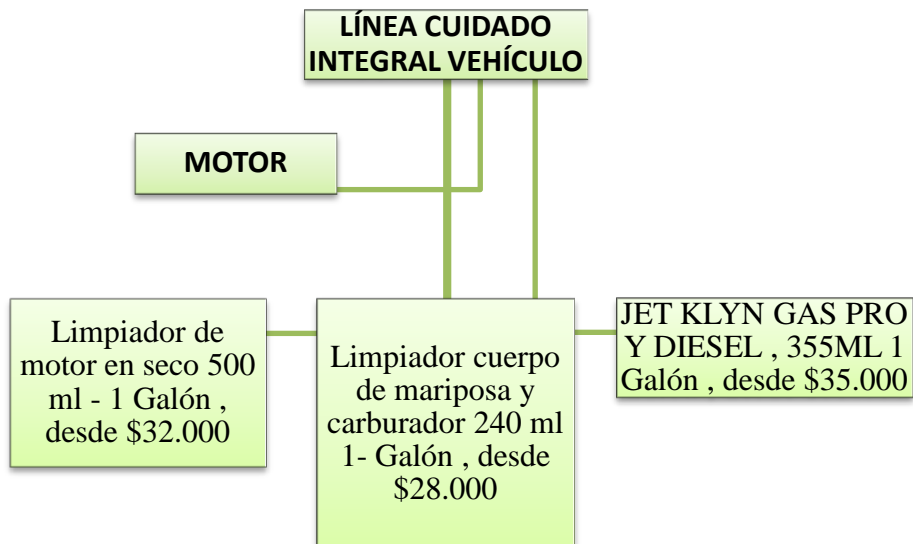 LÍNEA CUIDADO
INTEGRAL VEHÍCULO
MOTOR
Limpiador de
motor en seco 500
ml - 1 Galón ,
desde $32.000
Limpiador cuerpo
de mariposa y
carburador 240 ml
1- Galón , desde
$28.000
JET KLYN GAS PRO
Y DIESEL , 355ML 1
Galón , desde $35.000